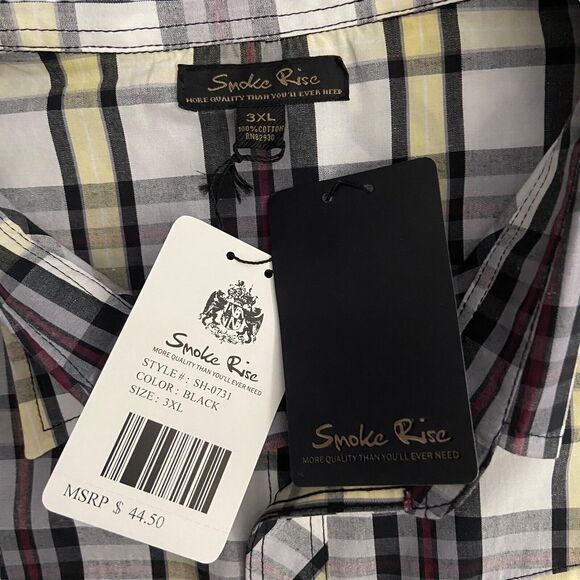 Smoke Rise
MORE QUALITY THAN YOU'LL EVER NEED
3XL
100% COTTON
RN82930
Smoke Rise
MORE QUALITY THAN YOU'LL EVER NEED
STYLE # : SH-0731
COLOR : BLACK
SIZE : 3XL
MSRP $ 44.50
Smoke Rise
MORE QUALITY THAN YOU'LL EVER NEED